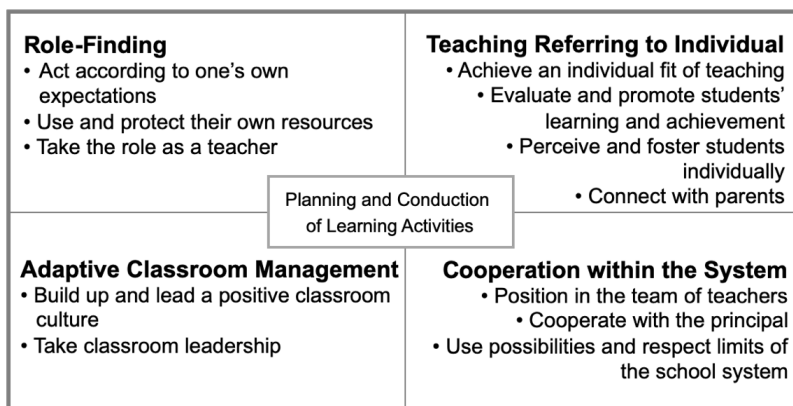 Role-Finding
• Act according to one's own
expectations
• Use and protect their own resources
• Take the role as a teacher
Teaching Referring to Individual
• Achieve an individual fit of teaching
• Evaluate and promote students'
learning and achievement
• Perceive and foster students
individually
• Connect with parents
Planning and Conduction
of Learning Activities
Adaptive Classroom Management
• Build up and lead a positive classroom
culture
• Take classroom leadership
Cooperation within the System
• Position in the team of teachers
• Cooperate with the principal
• Use possibilities and respect limits of
the school system